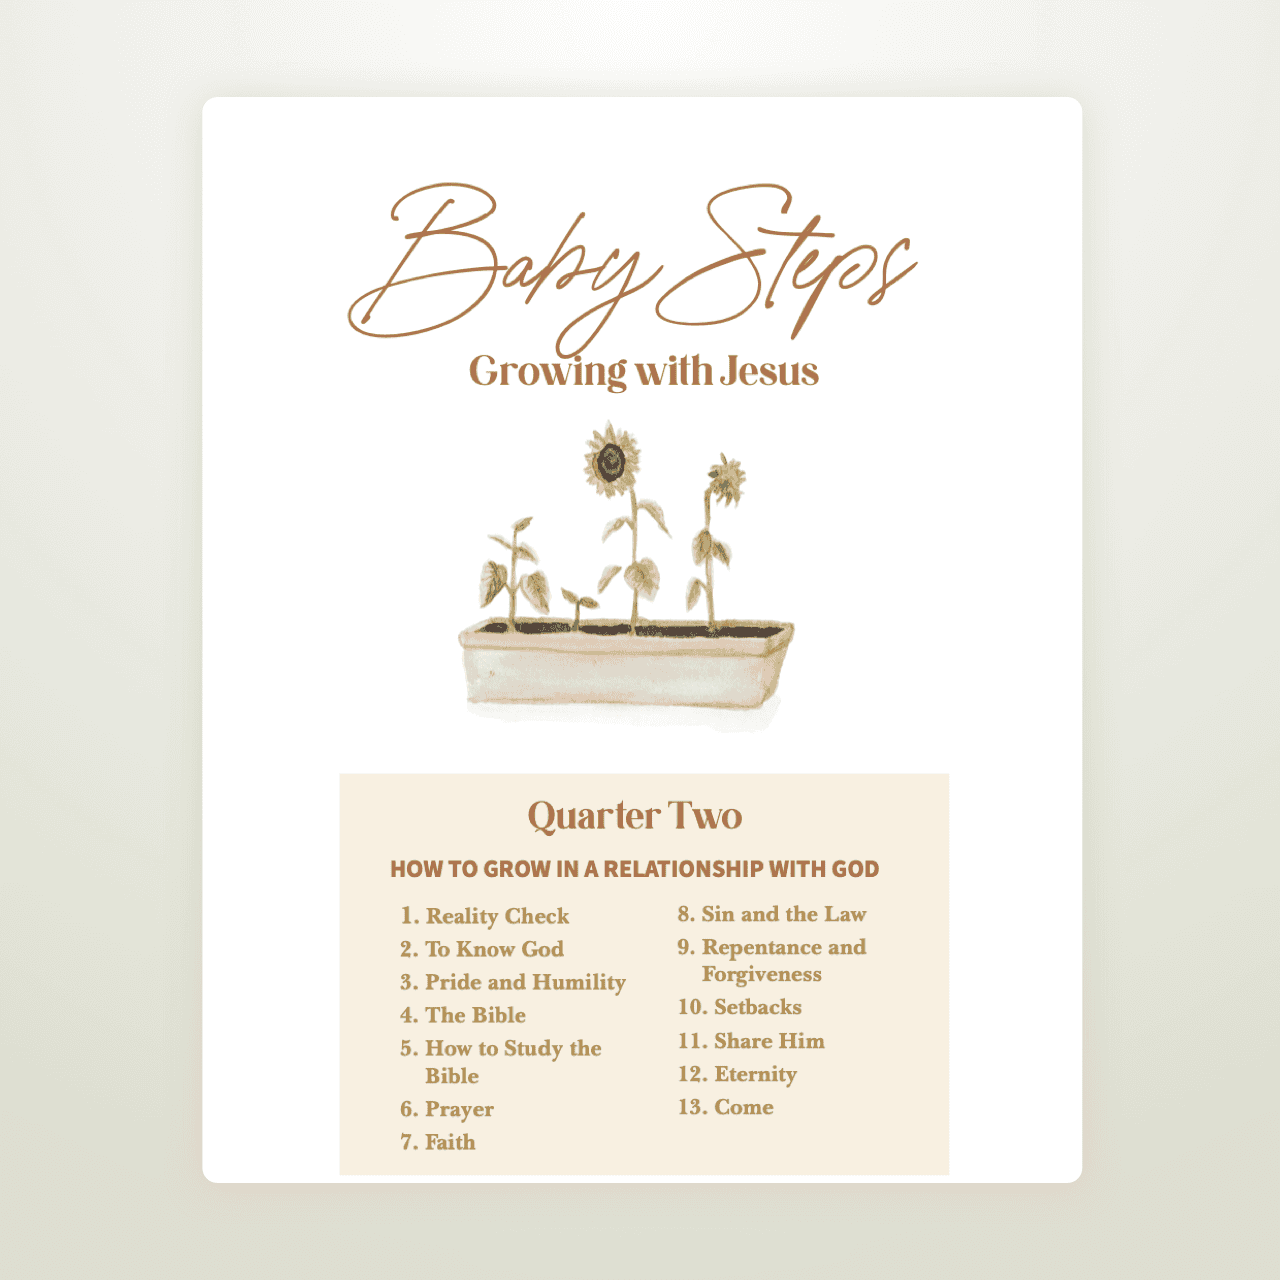 Baby Steps
Growing with Jesus
Quarter Two
HOW TO GROW IN A RELATIONSHIP WITH GOD
1. Reality Check
2. To Know God
3. Pride and Humility
4. The Bible
5. How to Study the
Bible
6. Prayer
7. Faith
8. Sin and the Law
9. Repentance and
Forgiveness
10. Setbacks
11. Share Him
12. Eternity
13. Come